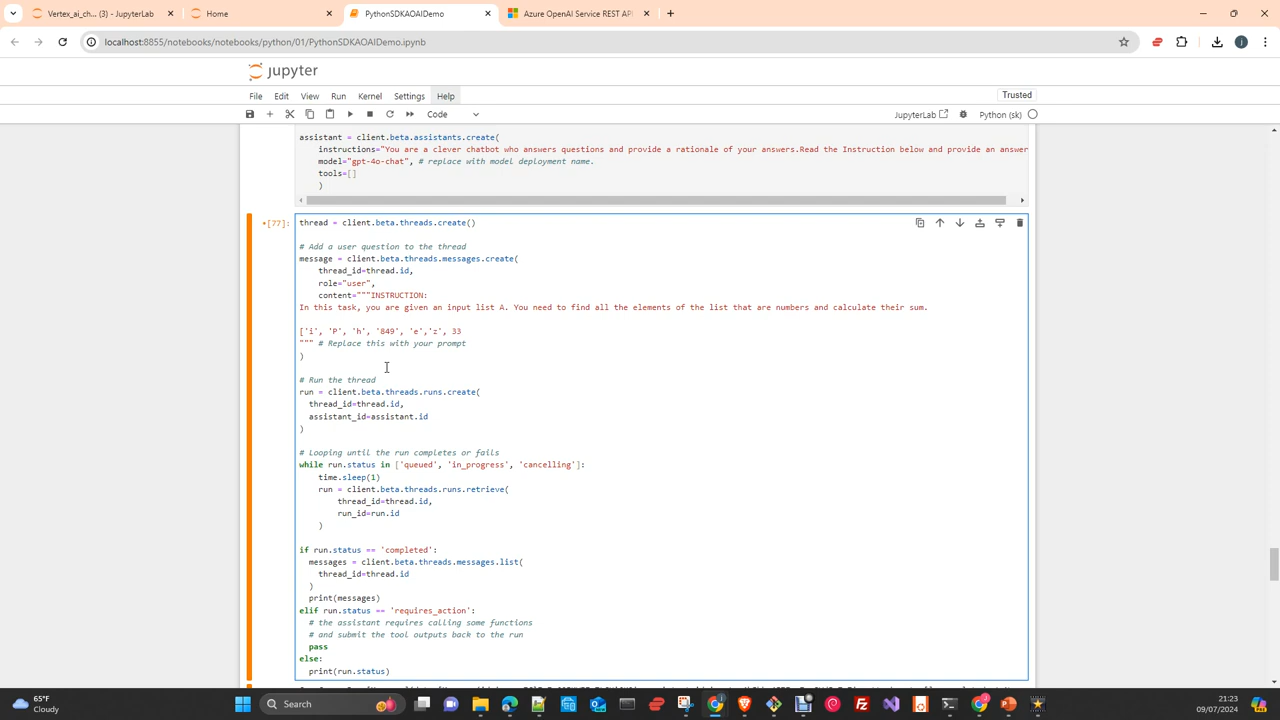 Vertex_ai_ch... (3) - JupyterLab
Home
PythonSDKAOAIDemo
Azure OpenAI Service REST API
localhost:8855/notebooks/notebooks/python/01/PythonSDKAOAIDemo.ipynb
jupyter
File Edit View Run Kernel Settings Help
Trusted
Code
JupyterLab
Python (sk)
assistant = client.beta.assistants.create(
instructions="You are a clever chatbot who answers questions and provide a rationale of your answers.Read the Instruction below and provide an answer
model="gpt-4o-chat", # replace with model deployment name.
tools=[]
)
[77]:
thread = client.beta.threads.create()
# Add a user question to the thread
message = client.beta.threads.messages.create(
thread_id=thread.id,
role="user",
content="""INSTRUCTION:
In this task, you are given an input list A. You need to find all the elements of the list that are numbers and calculate their sum.
['i', 'P', 'h', '849', 'e','z', 33
""" # Replace this with your prompt
)
# Run the thread
run = client.beta.threads.runs.create(
thread_id=thread.id,
assistant_id=assistant.id
)
# Looping until the run completes or fails
while run.status in ['queued', 'in_progress', 'cancelling']:
time.sleep(1)
run = client.beta.threads.runs.retrieve(
thread_id=thread.id,
run_id=run.id
)
if run.status == 'completed':
messages = client.beta.threads.messages.list(
thread_id=thread.id
)
print(messages)
elif run.status == 'requires_action':
# the assistant requires calling some functions
# and submit the tool outputs back to the run
pass
else:
print(run.status)
65°F
Cloudy
Search
21:23
09/07/2024